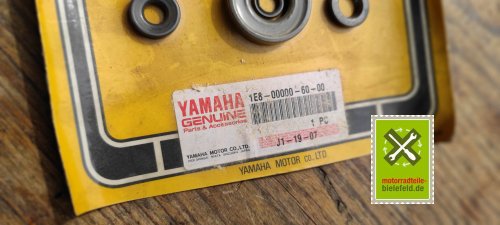 YAMAHA
GENUINE
Parts & Accessories
1E8-00000-60-00
1 PC
J1-19-07
YAMAHA MOTOR CO., LTD.
YAMAHA MOTOR CO., LTD.
motorradteile-
bielefeld.de